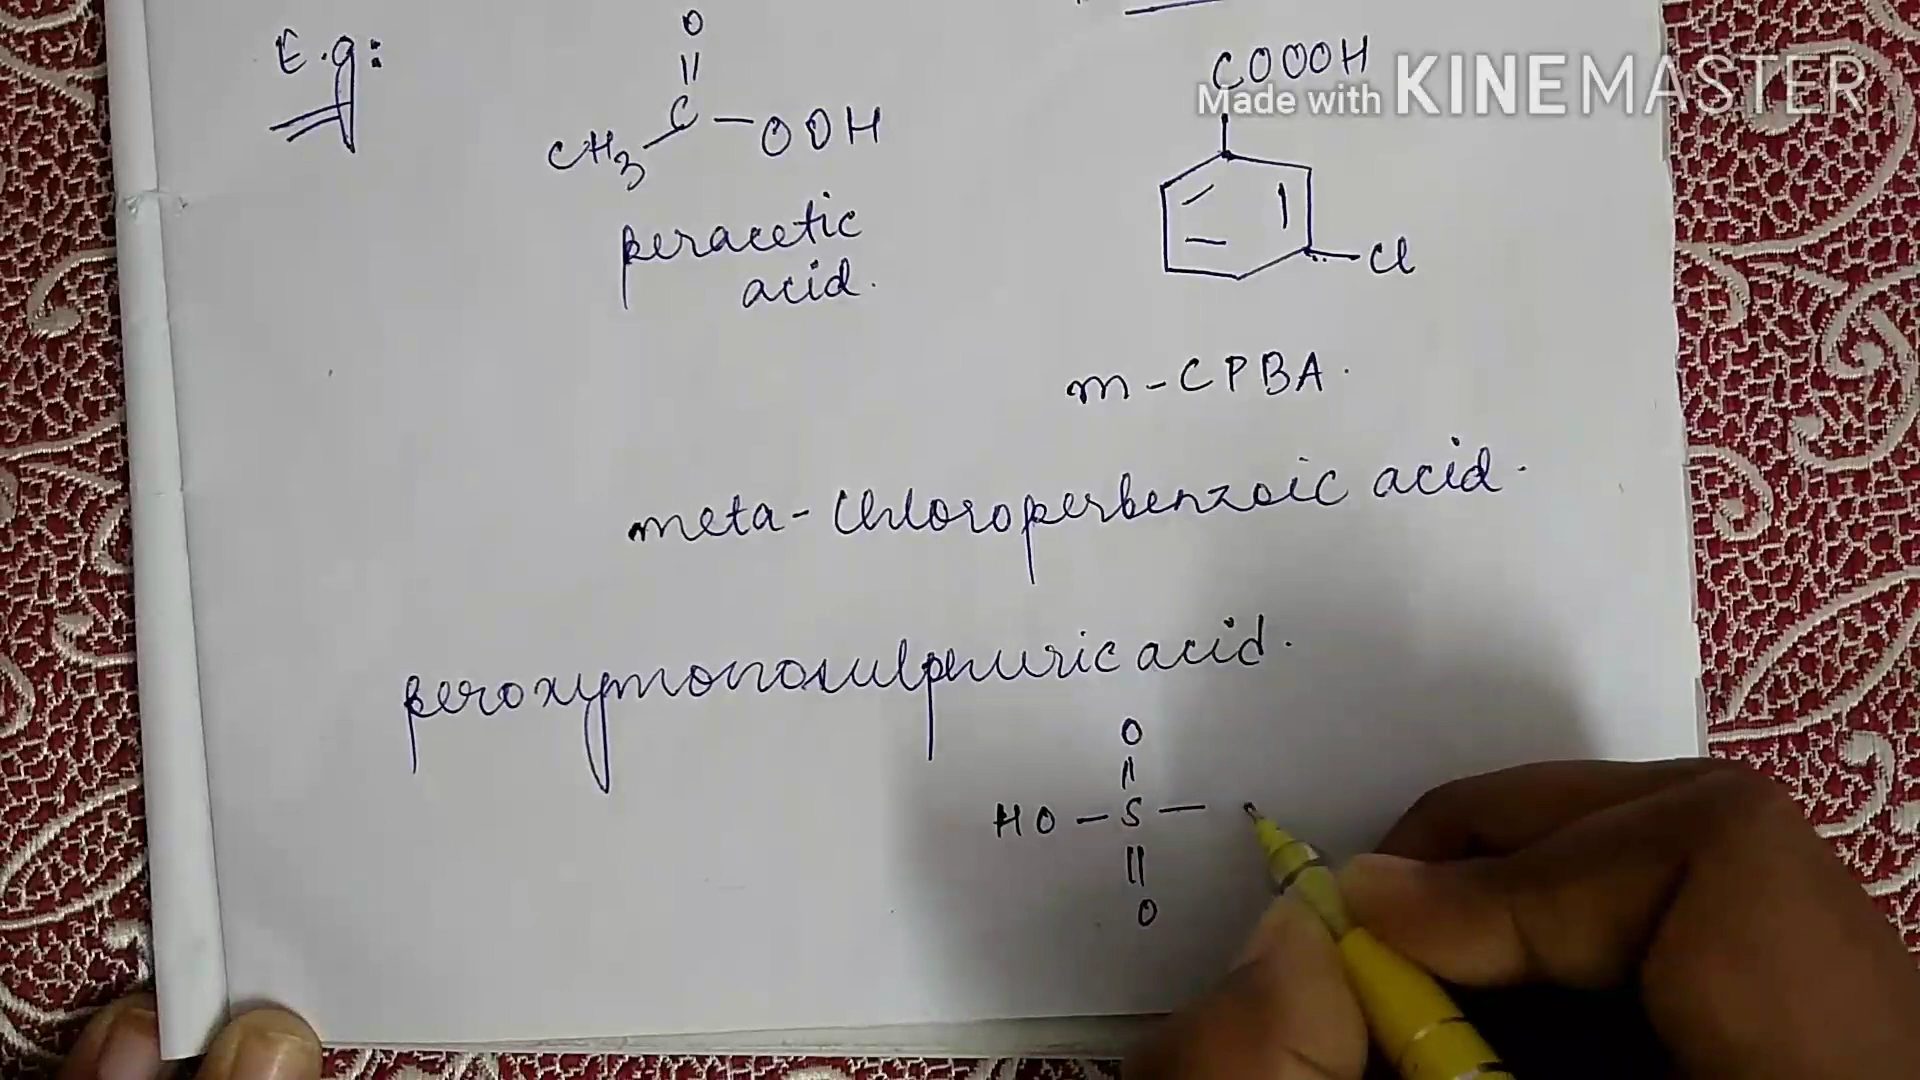 E.g:
O
||
CH3 C – OOH
peracetic
acid.
COOOH
Made with KINEMASTER
Cl
m-CPBA.
meta-Chloroperbenzoic acid.
peroxymonosulphuric acid.
O
||
HO – S –
||
O